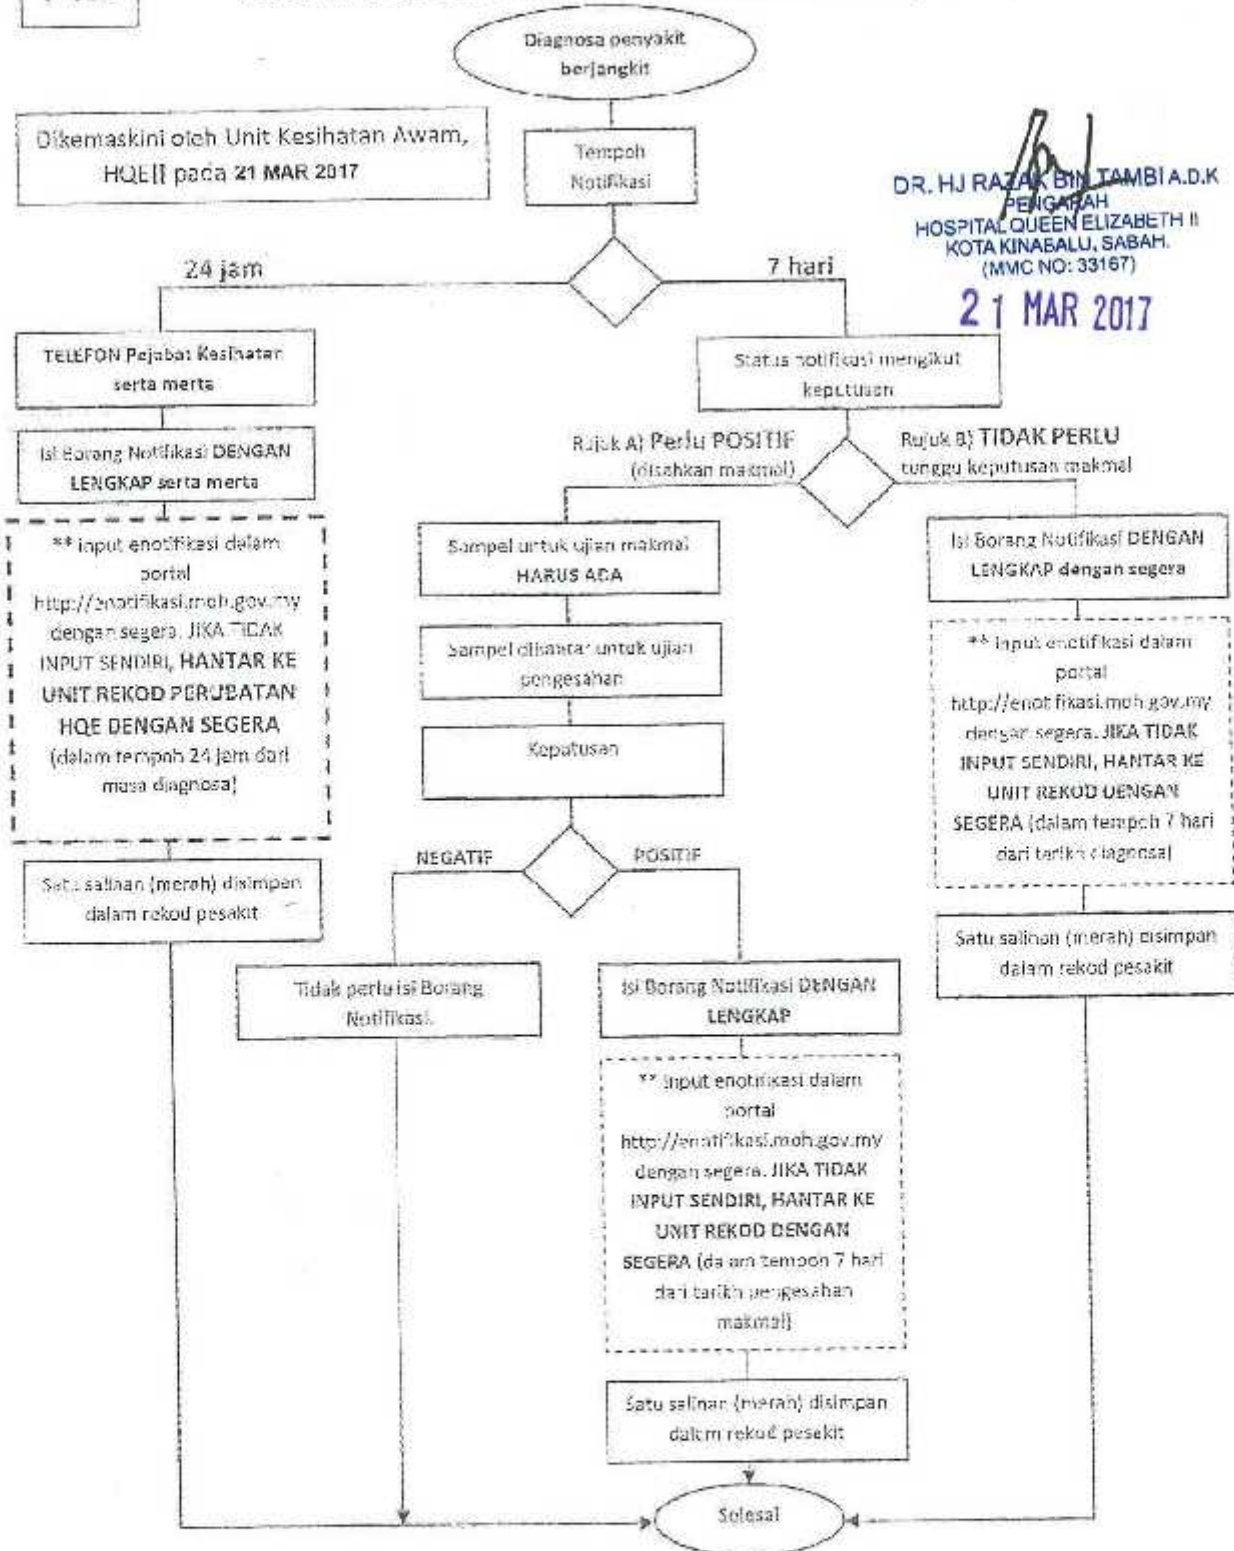 Diagnosa penyakit
berjangkit
Dikemaskini oleh Unit Kesihatan Awam,
HQEII pada 21 MAR 2017
Tempoh
Notifikasi
DR. HJ RAZAK BIN TAMBI A.D.K
PENGARAH
HOSPITAL QUEEN ELIZABETH II
KOTA KINABALU, SABAH.
(MMC NO: 33167)
21 MAR 2017
24 jam
7 hari
TELEFON Pejabat Kesihatan
serta merta
Status notifikasi mengikut
keputusan
Isi Borang Notifikasi DENGAN
LENGKAP serta merta
Rujuk A) Perlu POSITIF
(disahkan makmal)
Rujuk B) TIDAK PERLU
tunggu keputusan makmal
** input enotifikasi dalam
portal
http://enotifikasi.moh.gov.my
dengan segera. JIKA TIDAK
INPUT SENDIRI, HANTAR KE
UNIT REKOD PERUBATAN
HQE DENGAN SEGERA
(dalam tempoh 24 jam dari
masa diagnosa)
Sampel untuk ujian makmal
HARUS ADA
Isi Borang Notifikasi DENGAN
LENGKAP dengan segera
Sampel dihantar untuk ujian
pengesahan
** input enotifikasi dalam
portal
http://enotifikasi.moh.gov.my
dengan segera. JIKA TIDAK
INPUT SENDIRI, HANTAR KE
UNIT REKOD DENGAN
SEGERA (dalam tempoh 7 hari
dari tarikh diagnosa)
Keputusan
NEGATIF
POSITIF
Satu salinan (merah) disimpan
dalam rekod pesakit
Satu salinan (merah) disimpan
dalam rekod pesakit
Tidak perlu isi Borang
Notifikasi.
Isi Borang Notifikasi DENGAN
LENGKAP
** input enotifikasi dalam
portal
http://enotifikasi.moh.gov.my
dengan segera. JIKA TIDAK
INPUT SENDIRI, HANTAR KE
UNIT REKOD DENGAN
SEGERA (dalam tempoh 7 hari
dari tarikh pengesahan
makmal)
Satu salinan (merah) disimpan
dalam rekod pesakit
Selesai